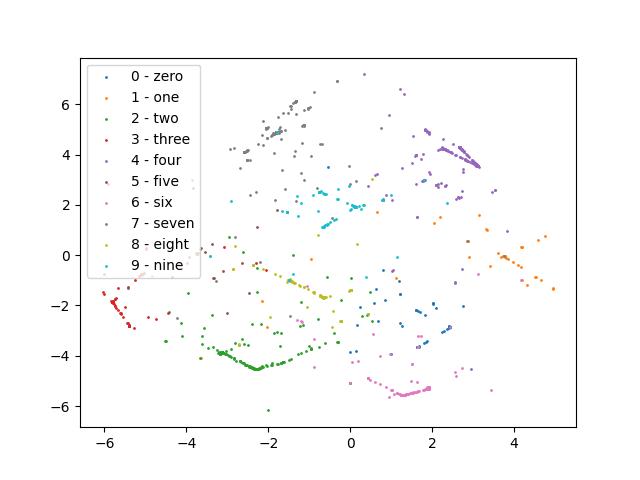 0 - zero
1 - one
2 - two
3 - three
4 - four
5 - five
6 - six
7 - seven
8 - eight
9 - nine
6
4
2
0
−2
−4
−6
−6 −4 −2 0 2 4